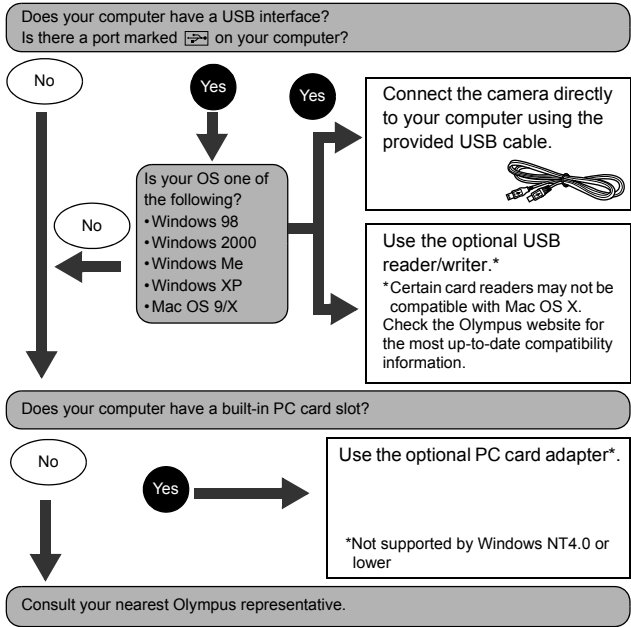 Does your computer have a USB interface?
Is there a port marked on your computer?
No
Yes
Yes
Connect the camera directly
to your computer using the
provided USB cable.
Is your OS one of
the following?
•Windows 98
•Windows 2000
•Windows Me
•Windows XP
•Mac OS 9/X
No
Use the optional USB
reader/writer.*
*Certain card readers may not be
compatible with Mac OS X.
Check the Olympus website for
the most up-to-date compatibility
information.
Does your computer have a built-in PC card slot?
No
Yes
Use the optional PC card adapter*.
*Not supported by Windows NT4.0 or
lower
Consult your nearest Olympus representative.